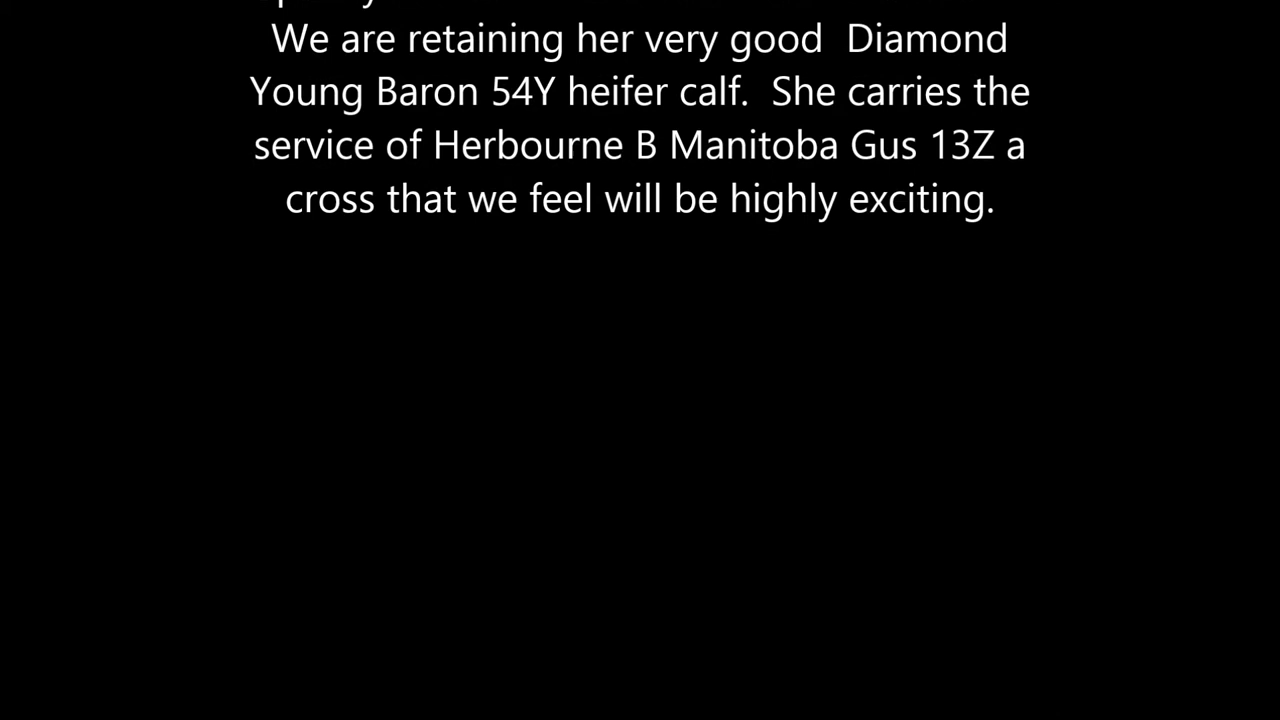 We are retaining her very good  Diamond
Young Baron 54Y heifer calf.  She carries the
service of Herbourne B Manitoba Gus 13Z a
cross that we feel will be highly exciting.